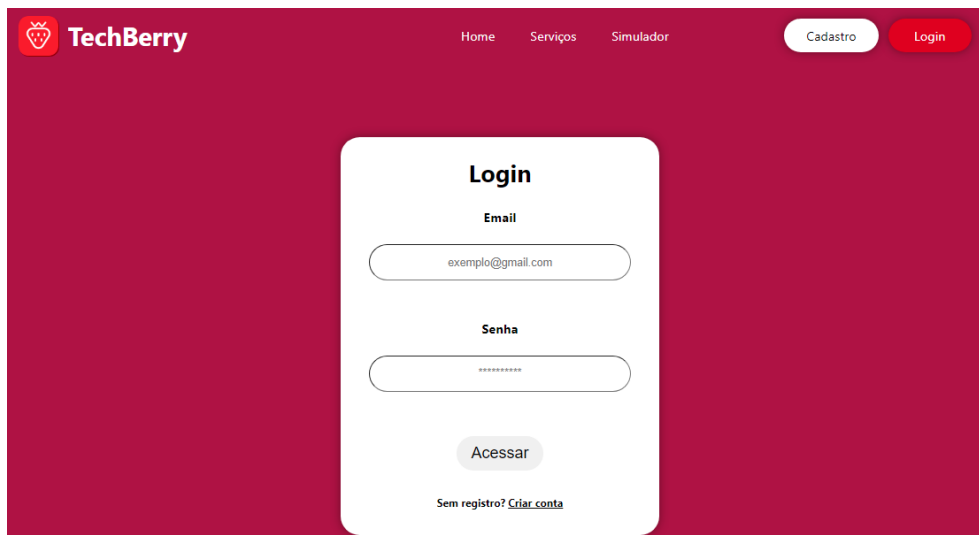 TechBerry
Home Serviços Simulador
Cadastro
Login
Login
Email
exemplo@gmail.com
Senha
**********
Acessar
Sem registro? Criar conta